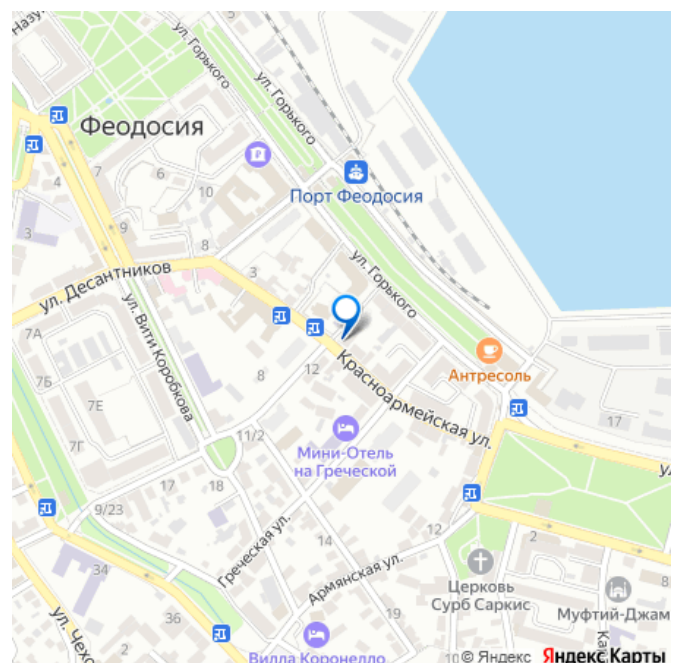 Назу
5
ул. Горького
ул. Горького
Феодосия
4
7
6
10
Порт Феодосия
3
9
8
3
ул. Десантников
ул. Горького
7А
ул. Вити Коробкова
Антресоль
7Б
8
12
Красноармейская ул.
7Е
7Г
11/2
17
Мини-Отель
на Греческой
17
18
9/23
12
2
Греческая ул.
14
Армянская ул.
34
Церковь
Сурб Саркис
8
Муфтий-Джам
36
19
ул. Чехо
Вилла Коронелло
© Яндекс Яндекс Карты